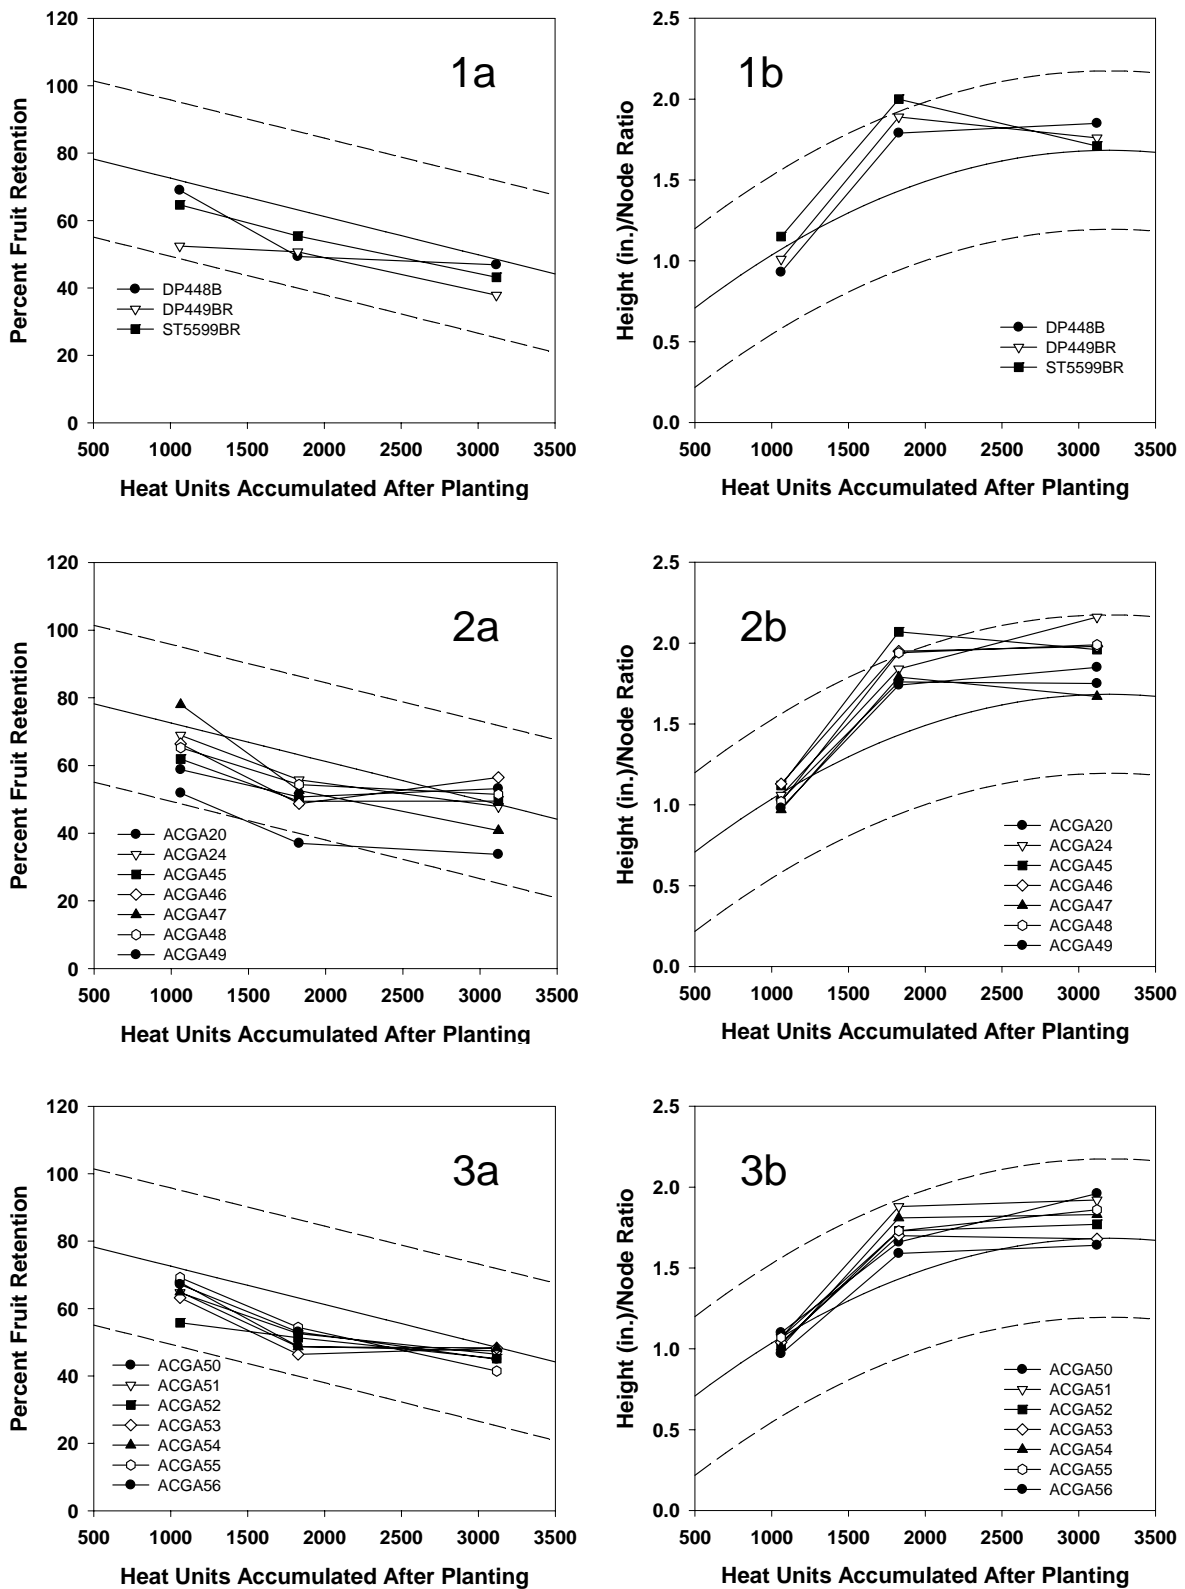 1a
Percent Fruit Retention
120
100
80
60
40
20
0
DP448B
DP449BR
ST5599BR
500 1000 1500 2000 2500 3000 3500
Heat Units Accumulated After Planting
1b
Height (in.)/Node Ratio
2.5
2.0
1.5
1.0
0.5
0.0
DP448B
DP449BR
ST5599BR
500 1000 1500 2000 2500 3000 3500
Heat Units Accumulated After Planting
2a
Percent Fruit Retention
120
100
80
60
40
20
0
ACGA20
ACGA24
ACGA45
ACGA46
ACGA47
ACGA48
ACGA49
500 1000 1500 2000 2500 3000 3500
Heat Units Accumulated After Planting
2b
Height (in.)/Node Ratio
2.5
2.0
1.5
1.0
0.5
0.0
ACGA20
ACGA24
ACGA45
ACGA46
ACGA47
ACGA48
ACGA49
500 1000 1500 2000 2500 3000 3500
Heat Units Accumulated After Planting
3a
Percent Fruit Retention
120
100
80
60
40
20
0
ACGA50
ACGA51
ACGA52
ACGA53
ACGA54
ACGA55
ACGA56
500 1000 1500 2000 2500 3000 3500
Heat Units Accumulated After Planting
3b
Height (in.)/Node Ratio
2.5
2.0
1.5
1.0
0.5
0.0
ACGA50
ACGA51
ACGA52
ACGA53
ACGA54
ACGA55
ACGA56
500 1000 1500 2000 2500 3000 3500
Heat Units Accumulated After Planting